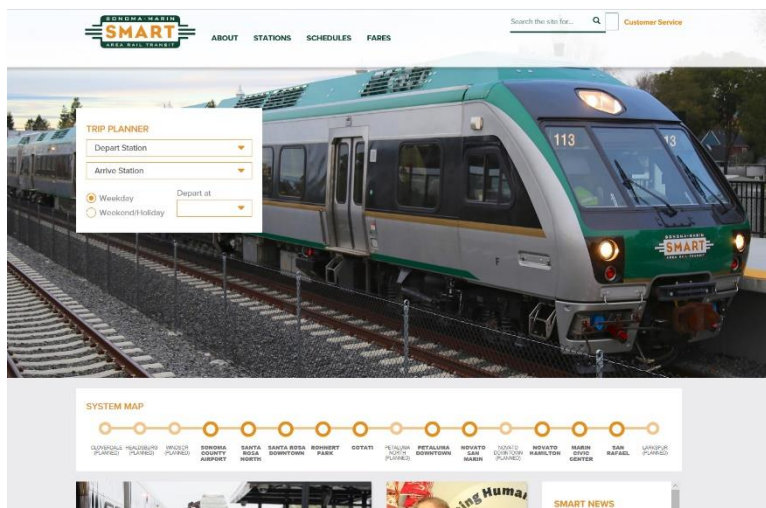 SONOMA-MARIN
SMART
AREA RAIL TRANSIT
ABOUT STATIONS SCHEDULES FARES
Search the site for...
Customer Service
TRIP PLANNER
Depart Station
Arrive Station
Weekday
Depart at
Weekend/Holiday
113
13
SONOMA-MARIN
SMART
AREA RAIL TRANSIT
F
SYSTEM MAP
CLOVERDALE (PLANNED)
HEALDSBURG (PLANNED)
WINDSOR (PLANNED)
SONOMA COUNTY AIRPORT
SANTA ROSA NORTH
SANTA ROSA DOWNTOWN
ROHNERT PARK
COTATI
PETALUMA NORTH (PLANNED)
PETALUMA DOWNTOWN
NOVATO SAN MARIN
NOVATO DOWNTOWN (PLANNED)
NOVATO HAMILTON
MARIN CIVIC CENTER
SAN RAFAEL
LARKSPUR (PLANNED)
ing Human
SMART NEWS